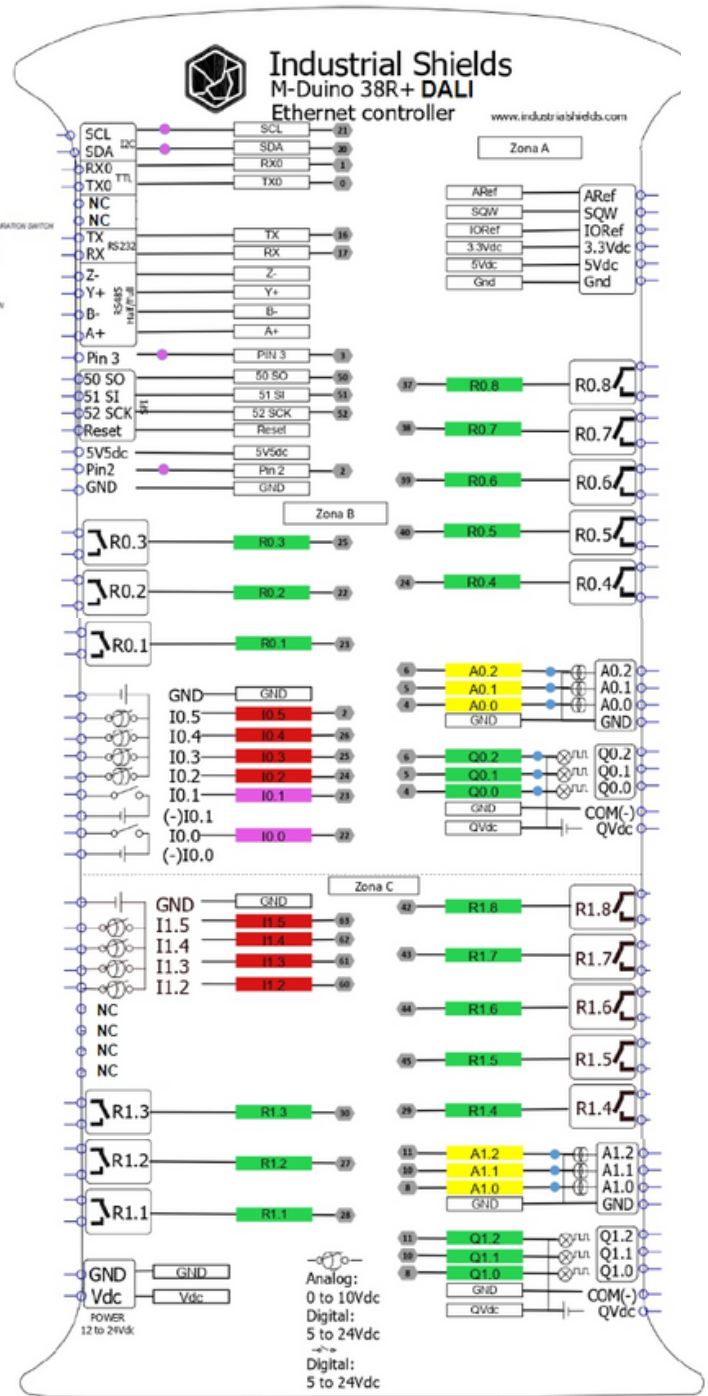 Industrial Shields
M-Duino 38R+ DALI
Ethernet controller
www.industrialshields.com
Zona A
SCL SCL 21
SDA I2C SDA 20
RX0 RX0 1
TX0 TTL TX0 0
NC
NC
TX TX 16
RX RS232 RX 17
Z- Z-
Y+ Y+
B- B-
A+ A+
RS485
Half/Full
Pin 3 PIN 3 3
50 SO 50 SO 50
51 SI 51 SI 51
52 SCK 52 SCK 52
SPI
Reset Reset
5V5dc 5V5dc
Pin2 Pin 2 2
GND GND
ARef ARef
SQW SQW
IORef IORef
3.3Vdc 3.3Vdc
5Vdc 5Vdc
Gnd Gnd
37 R0.8 R0.8
38 R0.7 R0.7
39 R0.6 R0.6
40 R0.5 R0.5
24 R0.4 R0.4
Zona B
R0.3 R0.3 25
R0.2 R0.2 22
R0.1 R0.1 23
GND GND
I0.5 I0.5 2
I0.4 I0.4 26
I0.3 I0.3 25
I0.2 I0.2 24
I0.1 I0.1 23
(-)I0.1
I0.0 I0.0 22
(-)I0.0
6 A0.2 A0.2
5 A0.1 A0.1
4 A0.0 A0.0
GND GND
6 Q0.2 Q0.2
5 Q0.1 Q0.1
4 Q0.0 Q0.0
GND COM(-)
QVdc QVdc
Zona C
GND GND
I1.5 I1.5 63
I1.4 I1.4 62
I1.3 I1.3 61
I1.2 I1.2 60
NC
NC
NC
NC
R1.3 R1.3 30
R1.2 R1.2 27
R1.1 R1.1 28
42 R1.8 R1.8
43 R1.7 R1.7
44 R1.6 R1.6
45 R1.5 R1.5
29 R1.4 R1.4
11 A1.2 A1.2
10 A1.1 A1.1
8 A1.0 A1.0
GND GND
11 Q1.2 Q1.2
10 Q1.1 Q1.1
8 Q1.0 Q1.0
GND COM(-)
QVdc QVdc
GND GND
Vdc Vdc
POWER
12 to 24Vdc
Analog:
0 to 10Vdc
Digital:
5 to 24Vdc
Digital:
5 to 24Vdc